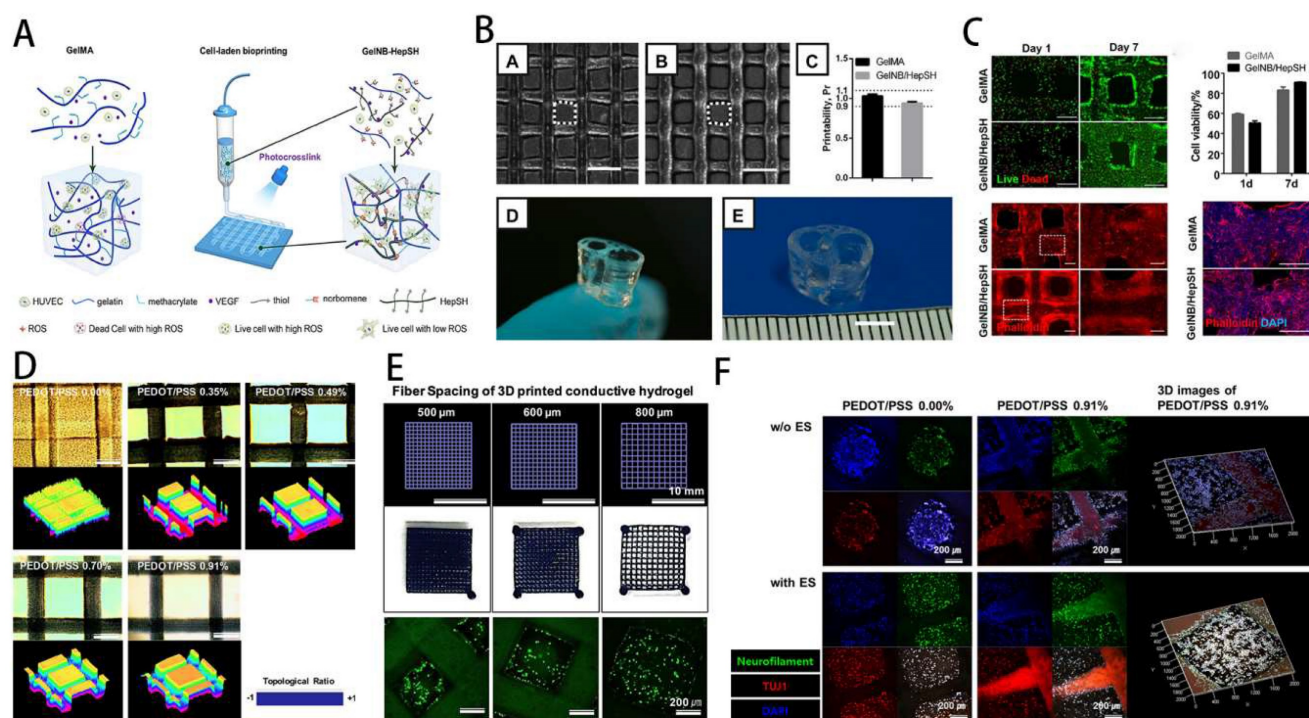 A
GelMA
Cell-laden bioprinting
GelNB-HepSH
Photocrosslink
HUVEC
gelatin
methacrylate
VEGF
thiol
norbomene
HepSH
ROS
Dead Cell with high ROS
Live cell with high ROS
Live cell with low ROS
B
A
B
C
GelMA
GelNB/HepSH
Printability, Pr
1.5
1.1
1.0
0.9
0.5
0.0
D
E
C
Day 1
Day 7
GelMA
GelNB/HepSH
Live Dead
GelMA
GelNB/HepSH
Cell viability/%
100
80
60
40
20
0
1d
7d
GelMA
GelNB/HepSH
Phalloidin
GelMA
GelNB/HepSH
Phalloidin DAPI
D
PEDOT/PSS 0.00%
PEDOT/PSS 0.35%
PEDOT/PSS 0.49%
PEDOT/PSS 0.70%
PEDOT/PSS 0.91%
Topological Ratio
-1
+1
E
Fiber Spacing of 3D printed conductive hydrogel
500 μm
600 μm
800 μm
10 mm
200 μm
F
PEDOT/PSS 0.00%
PEDOT/PSS 0.91%
3D images of
PEDOT/PSS 0.91%
w/o ES
200 μm
200 μm
with ES
Neurofilament
TUJ1
DAPI
200 μm
200 μm